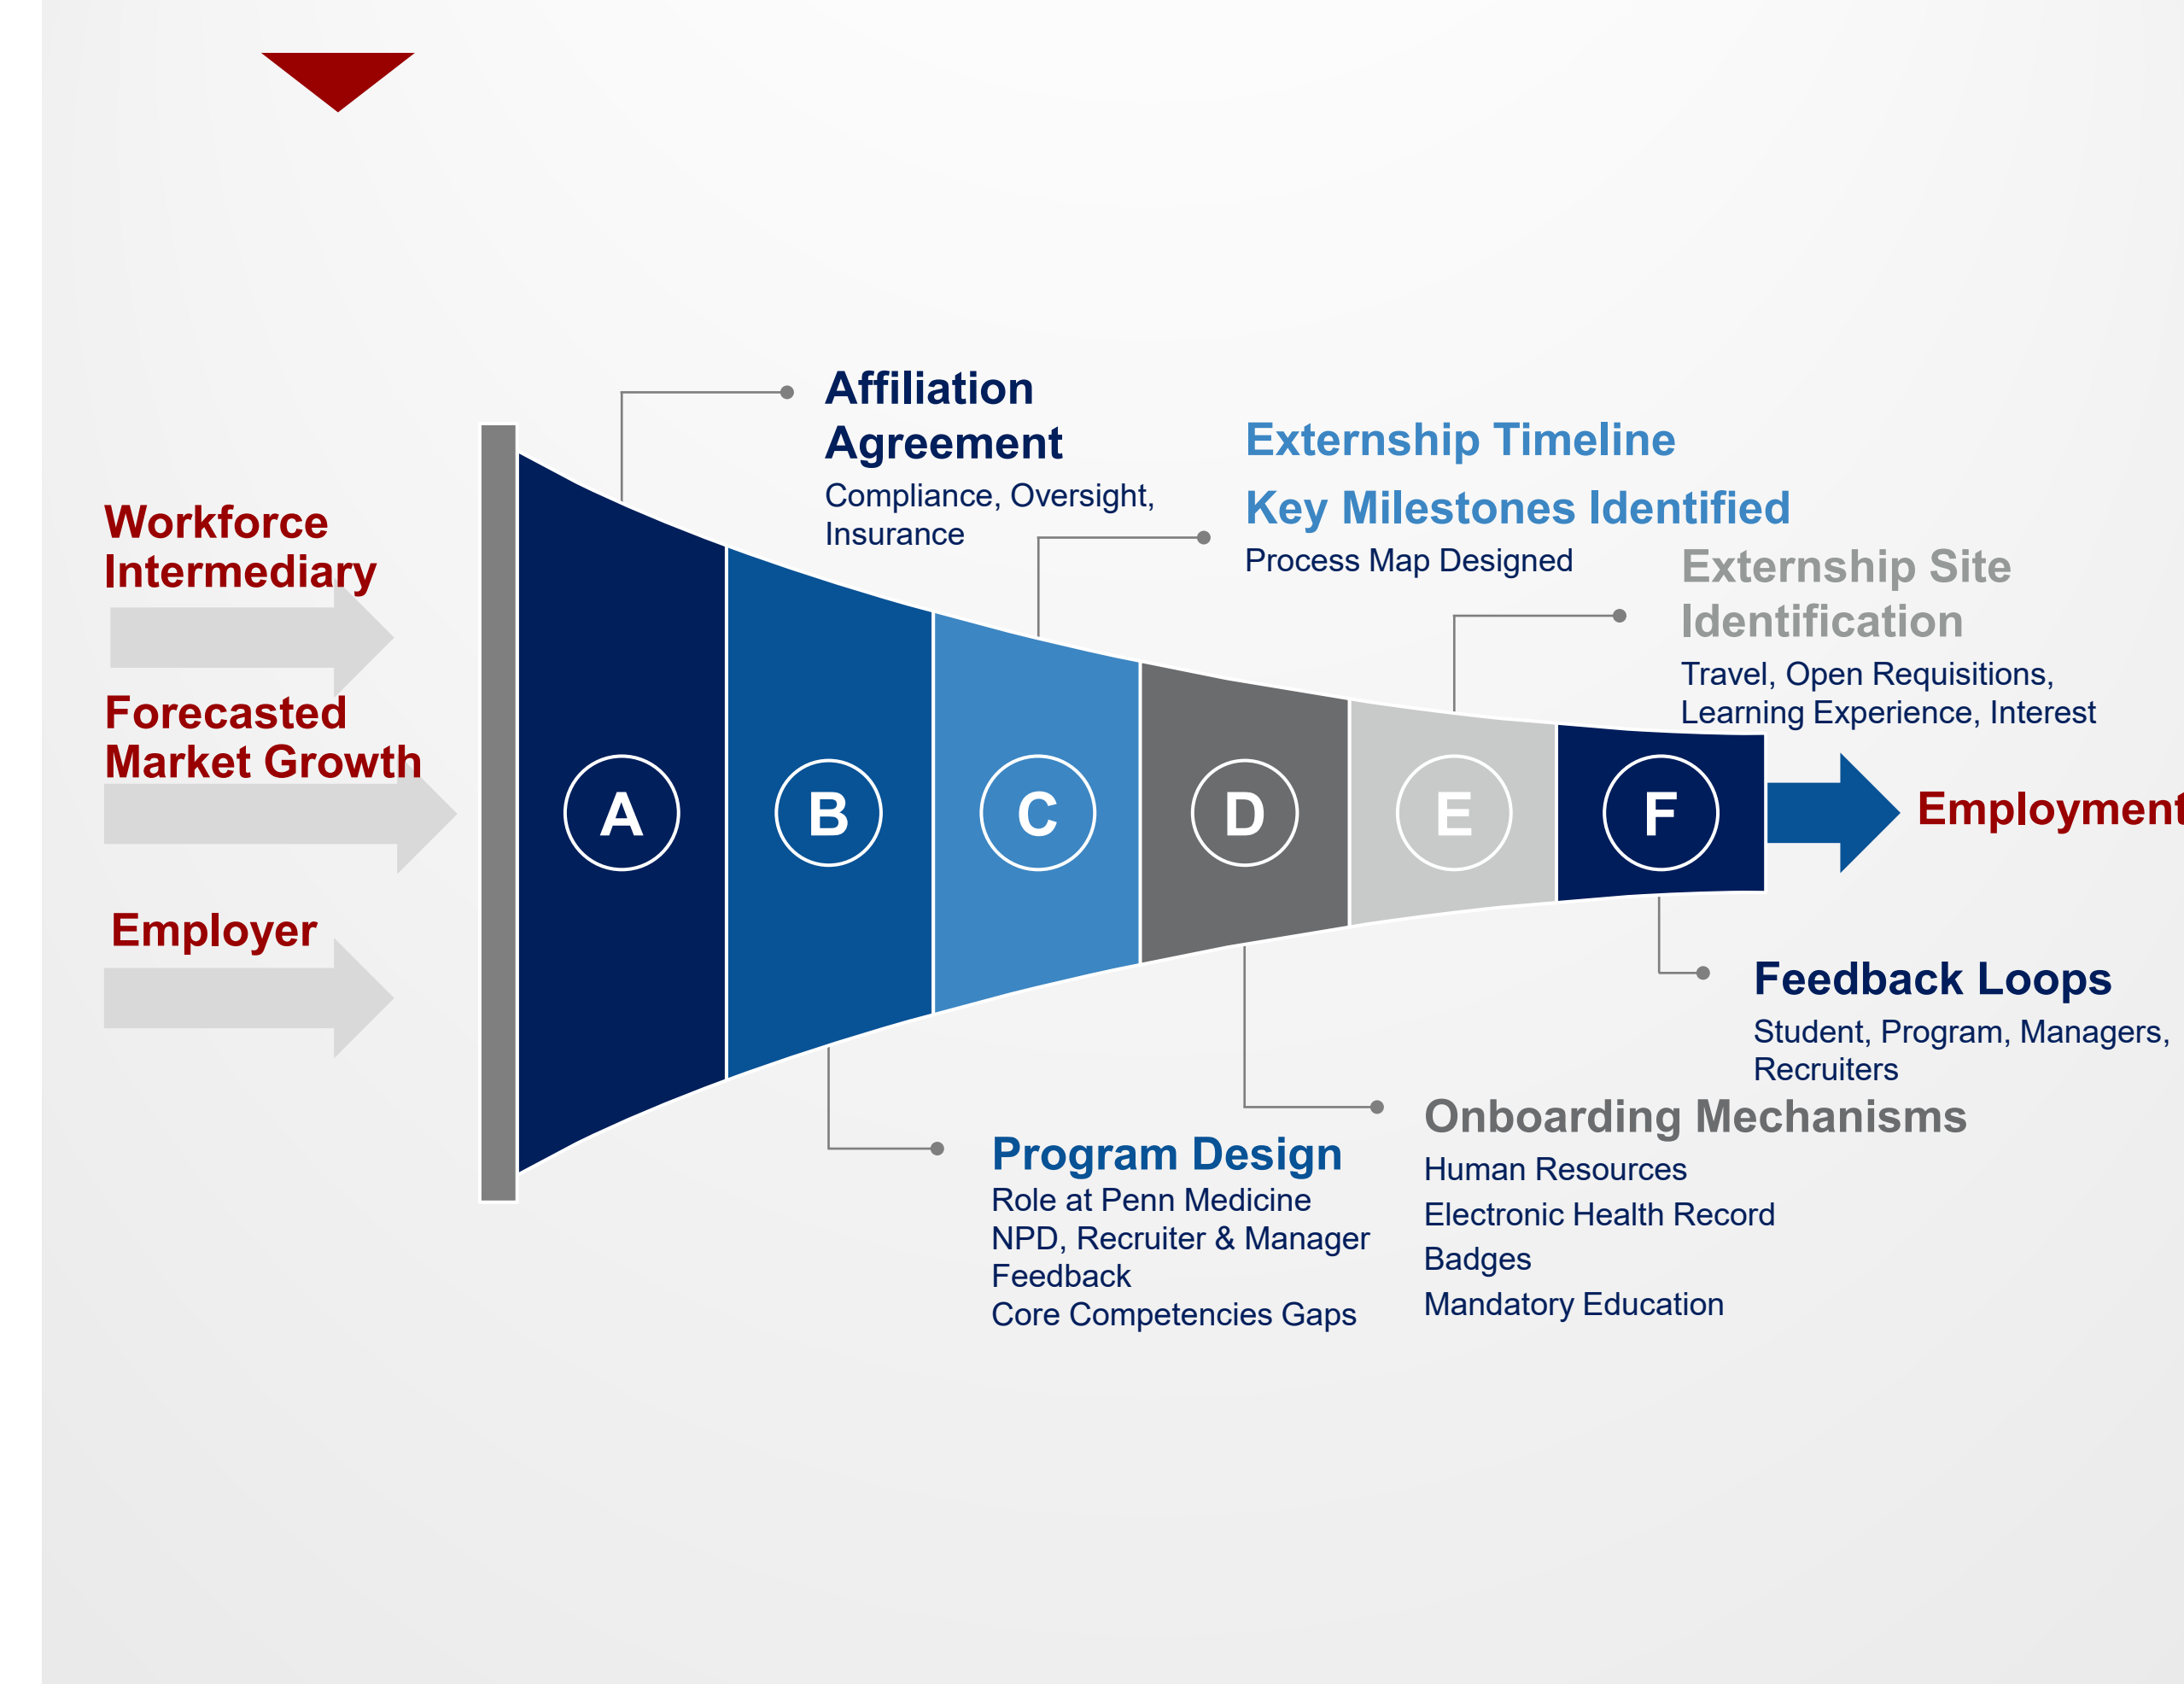 Workforce
Intermediary
Forecasted
Market Growth
Employer
A
B
C
D
E
F
Affiliation
Agreement
Compliance, Oversight,
Insurance
Externship Timeline
Key Milestones Identified
Process Map Designed
Externship Site
Identification
Travel, Open Requisitions,
Learning Experience, Interest
Employment
Feedback Loops
Student, Program, Managers,
Recruiters
Program Design
Role at Penn Medicine
NPD, Recruiter & Manager
Feedback
Core Competencies Gaps
Onboarding Mechanisms
Human Resources
Electronic Health Record
Badges
Mandatory Education